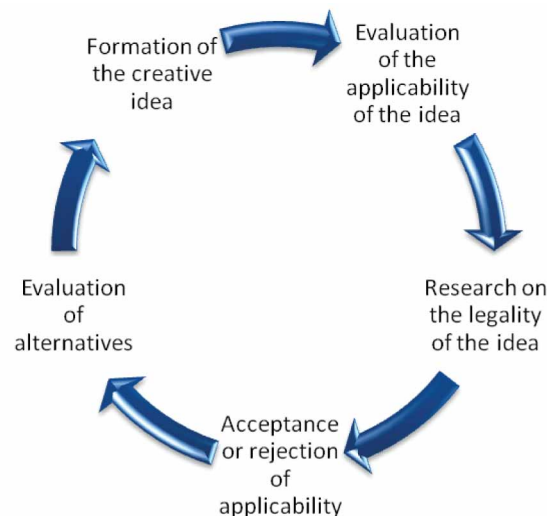 Formation of
the creative
idea
Evaluation
of the
applicability
of the idea
Research on
the legality
of the idea
Acceptance
or rejection
of
applicability
Evaluation
of
alternatives